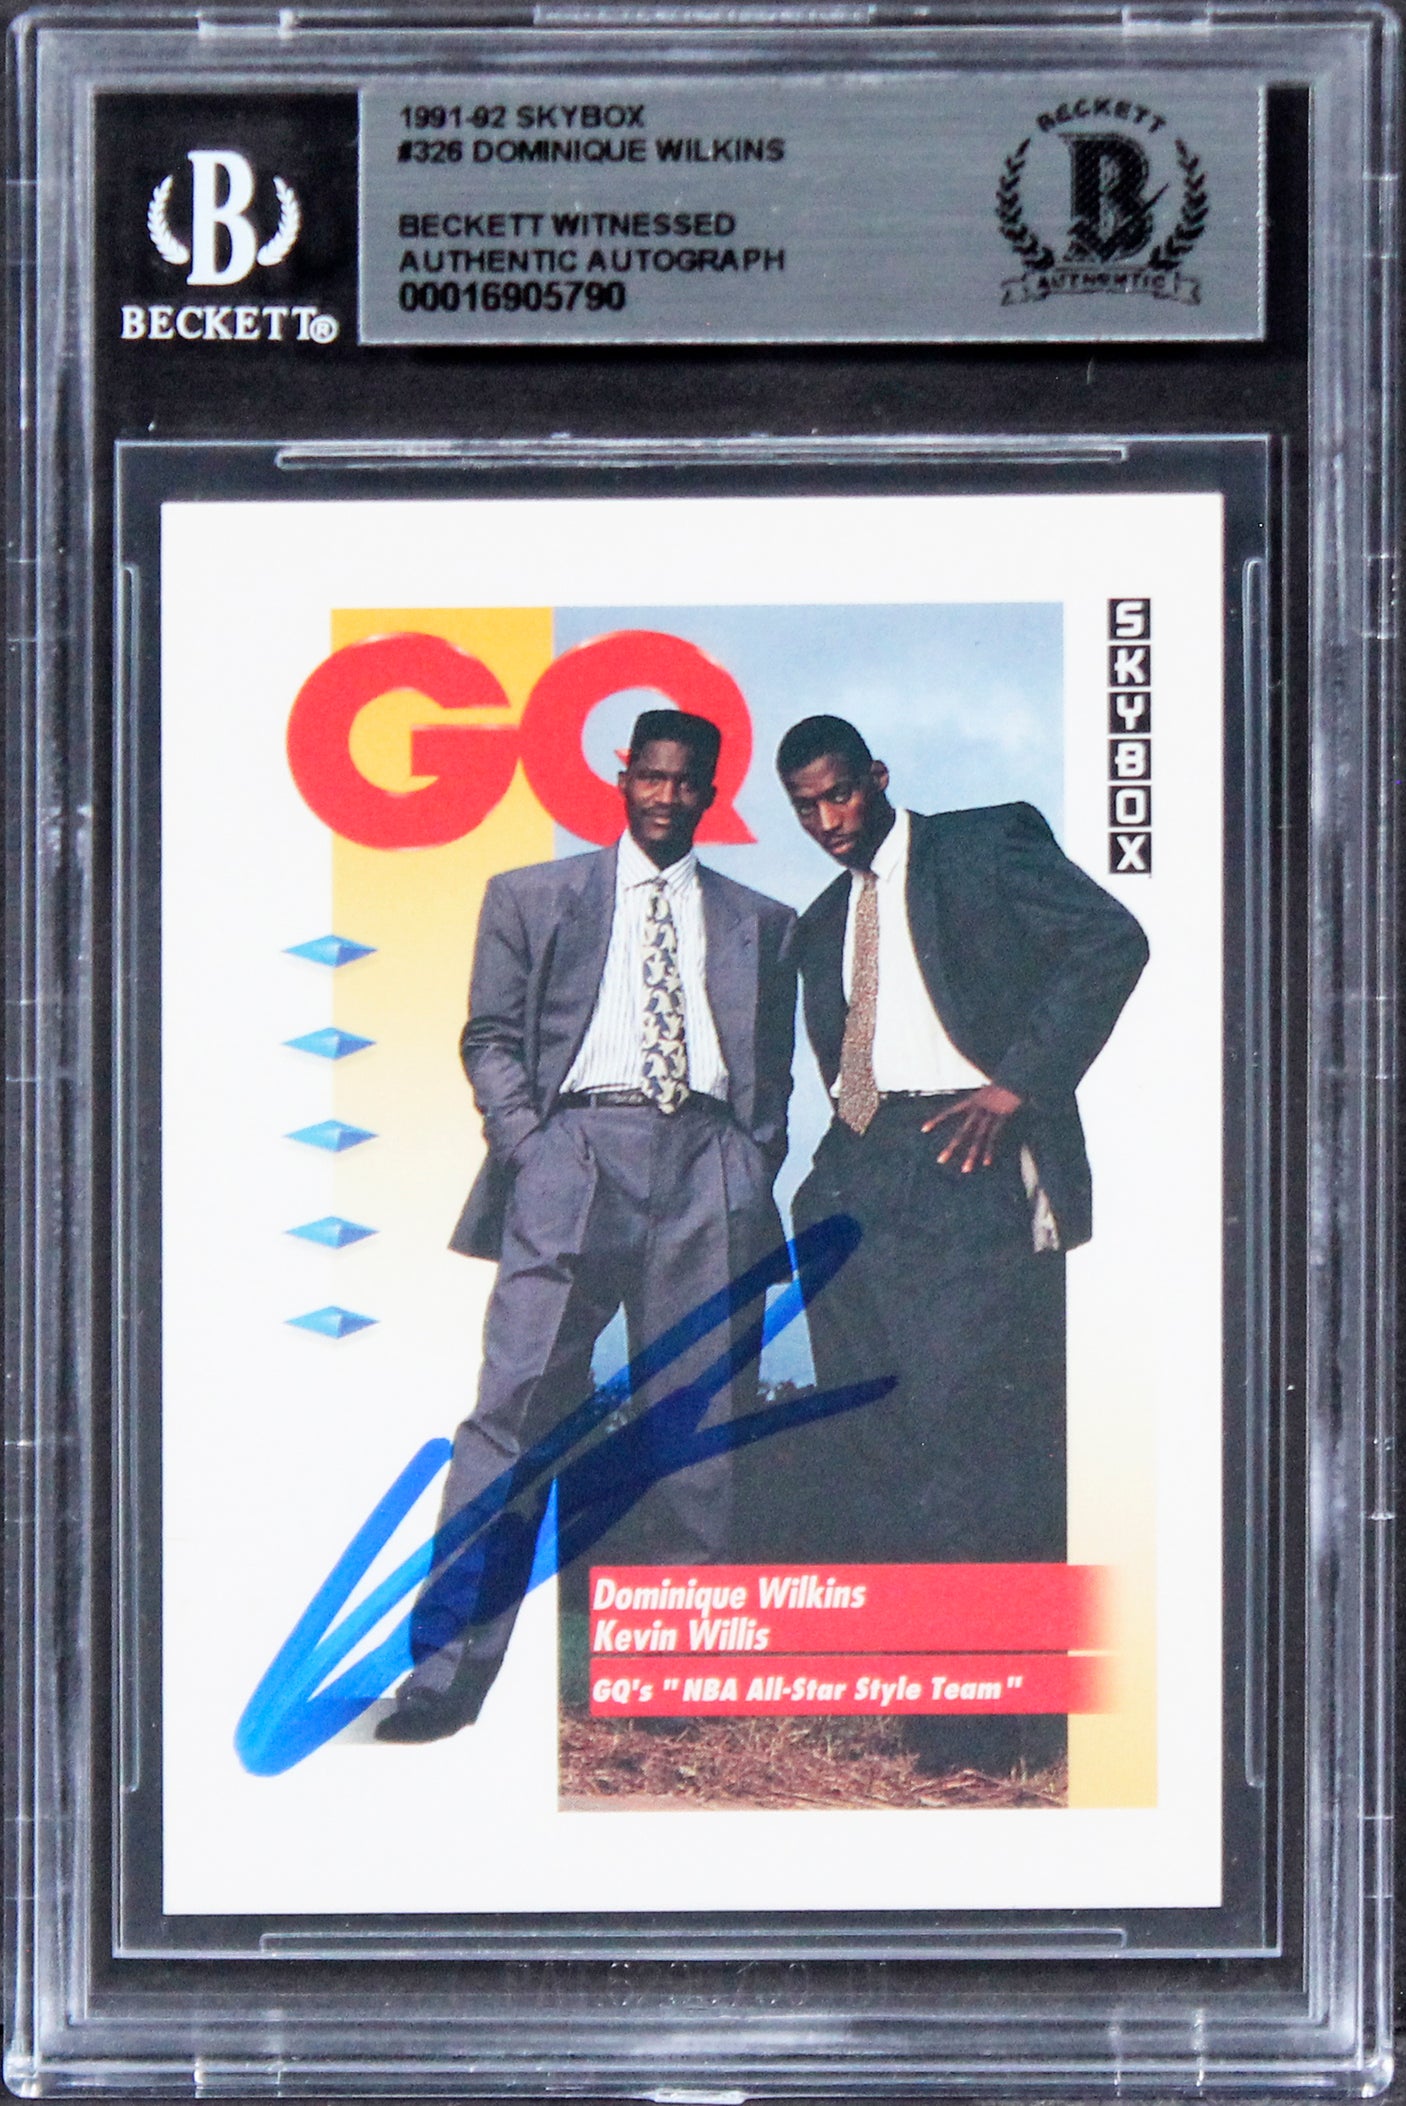 1991-92 SKYBOX
#326 DOMINIQUE WILKINS
BECKETT WITNESSED
AUTHENTIC AUTOGRAPH
00016905790
B
BECKETT®
BECKETT
B
AUTHENTIC
GQ
SKYBOX
Dominique Wilkins
Kevin Willis
GQ's "NBA All-Star Style Team"